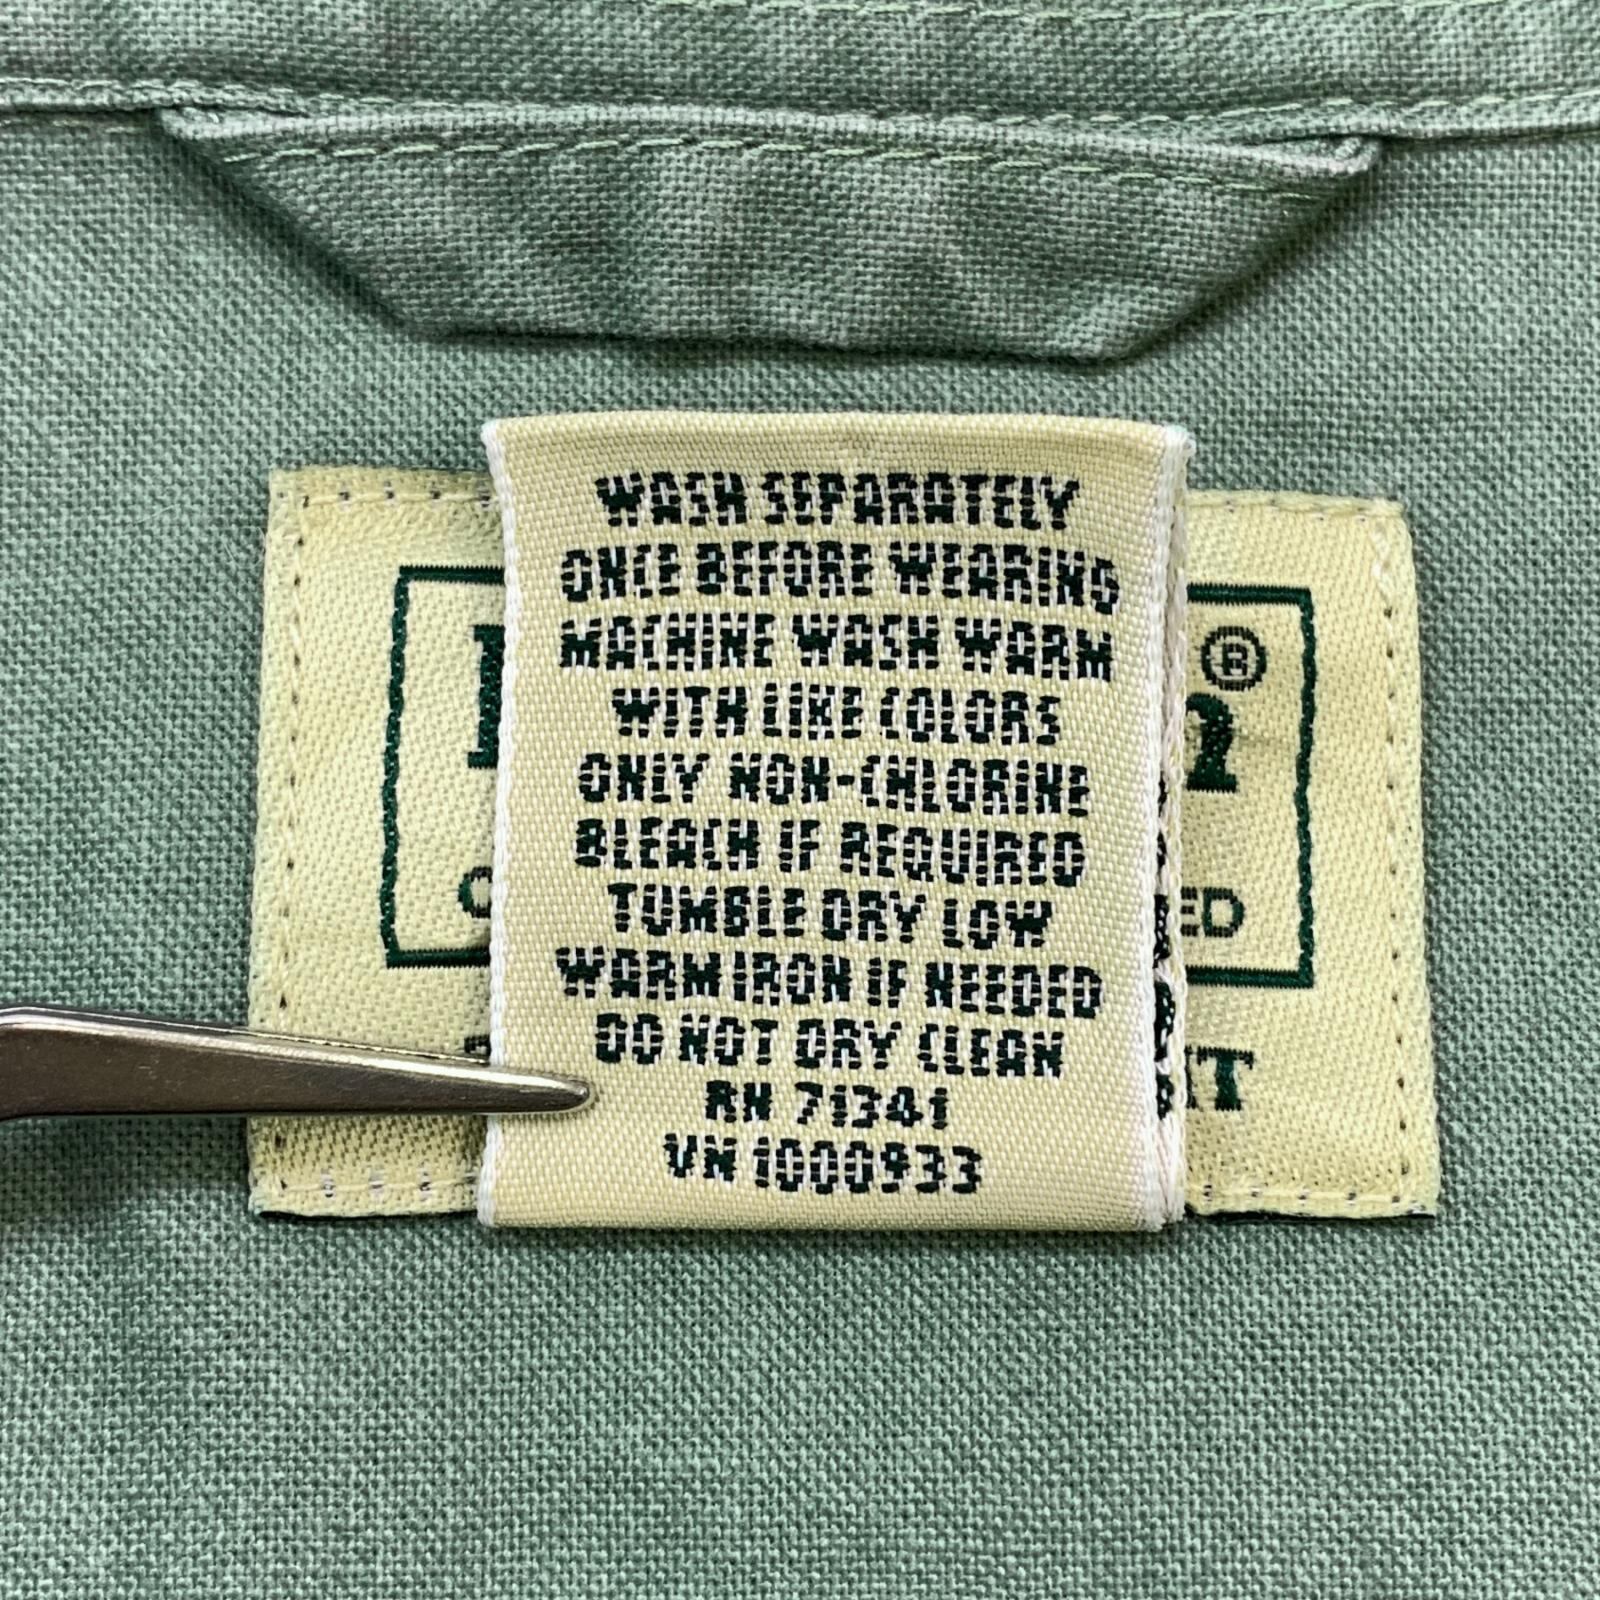 WASH SEPARATELY
ONCE BEFORE WEARING
MACHINE WASH WARM
WITH LIKE COLORS
ONLY NON-CHLORINE
BLEACH IF REQUIRED
TUMBLE DRY LOW
WARM IRON IF NEEDED
DO NOT DRY CLEAN
RN 71341
VN 1000933